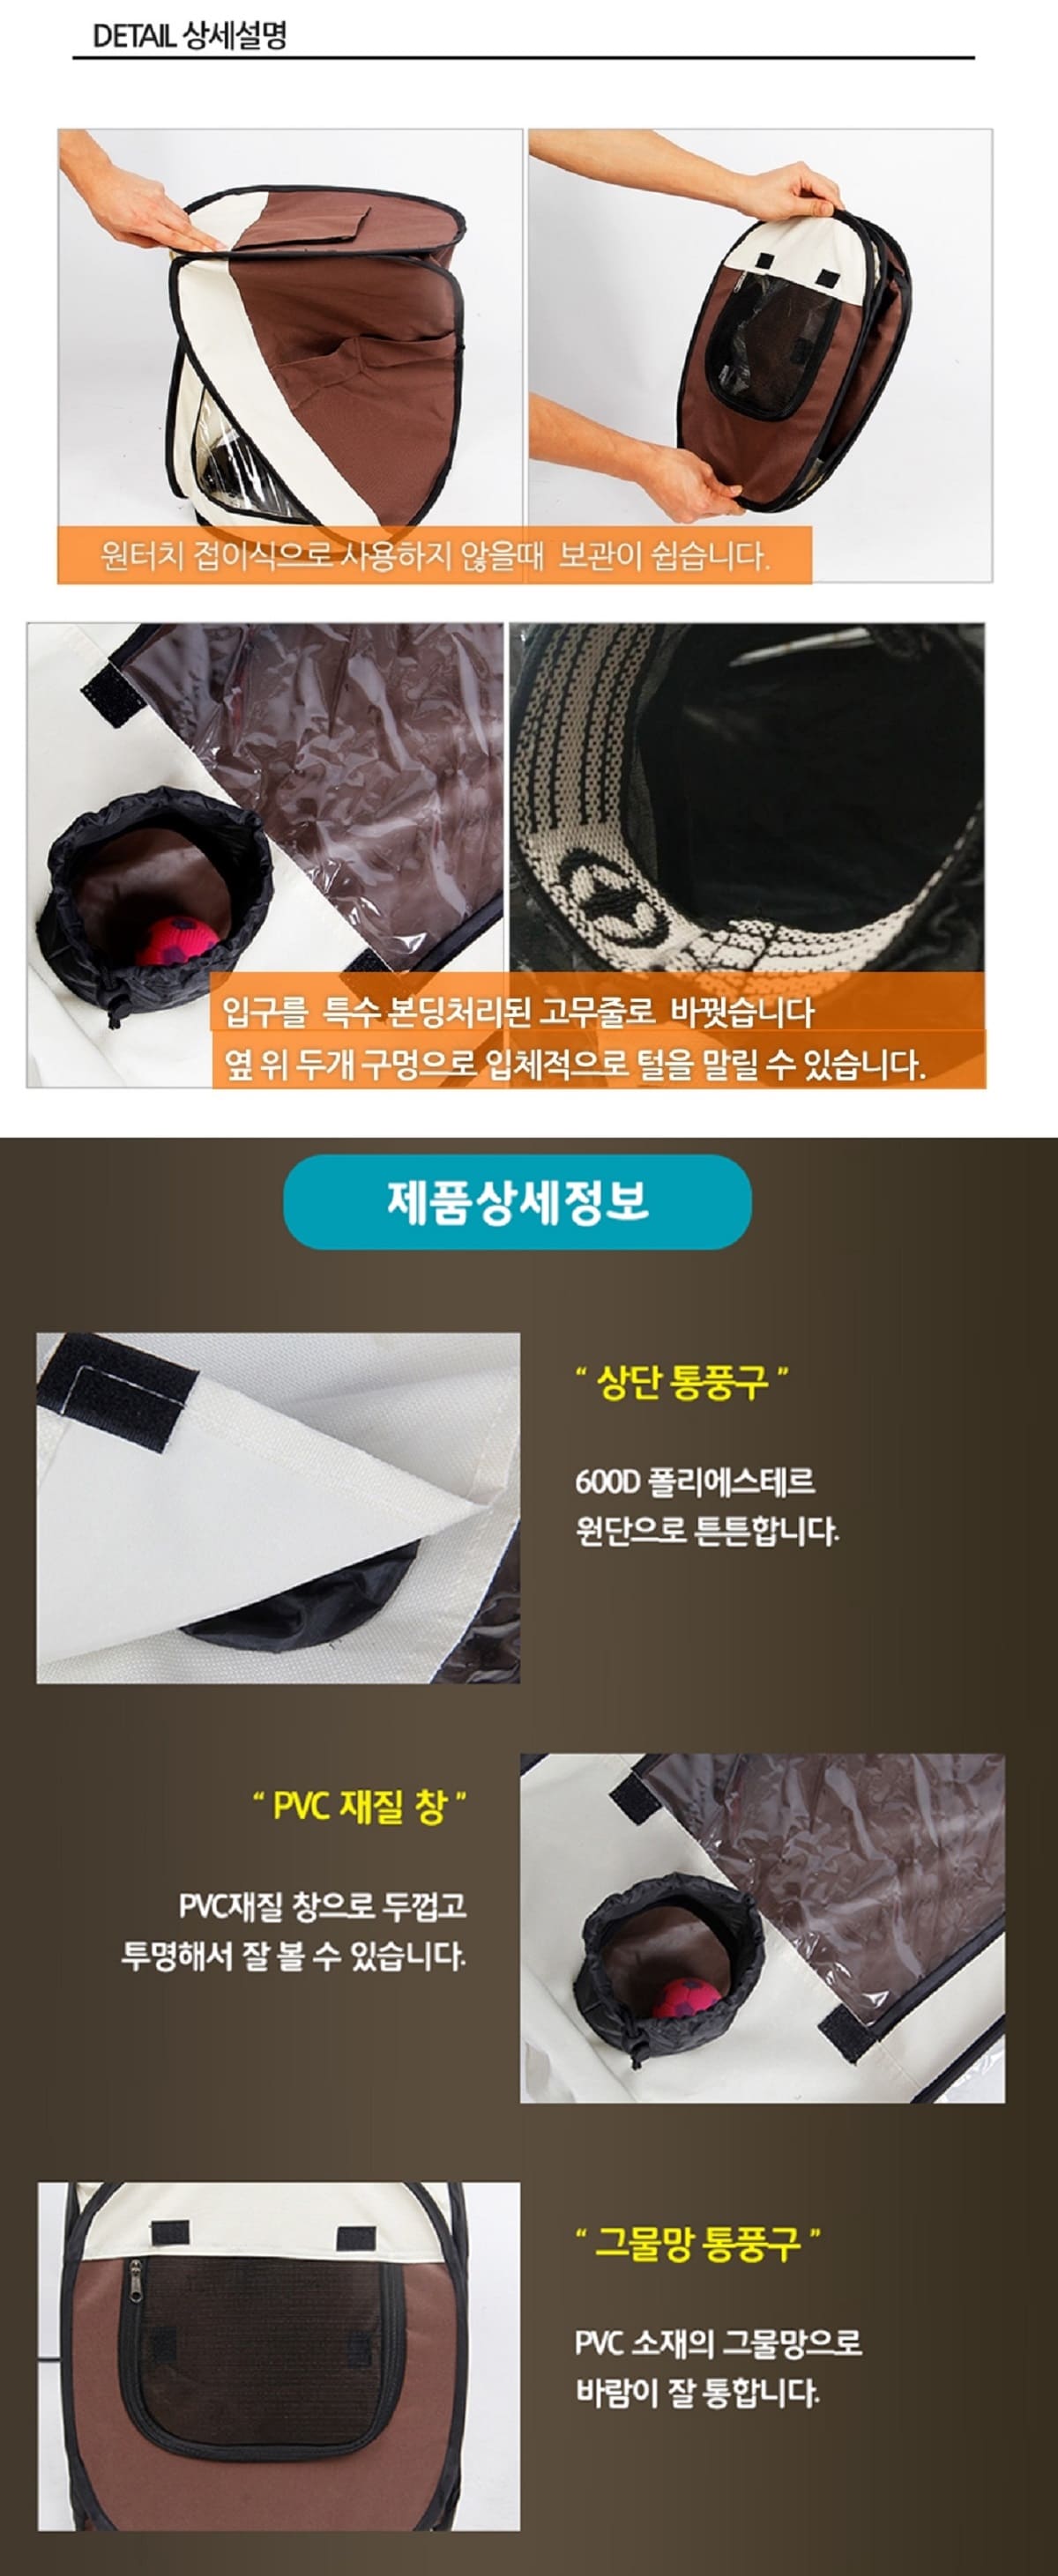 DETAIL 상세설명
원터치 접이식으로 사용하지 않을때 보관이 쉽습니다.
입구를 특수 본딩처리된 고무줄로 바꿧습니다
옆 위 두개 구멍으로 입체적으로 털을 말릴 수 있습니다.
제품상세정보
“ 상단 통풍구 ”
600D 폴리에스테르
원단으로 튼튼합니다.
“ PVC 재질 창 ”
PVC재질 창으로 두껍고
투명해서 잘 볼 수 있습니다.
“ 그물망 통풍구 ”
PVC 소재의 그물망으로
바람이 잘 통합니다.